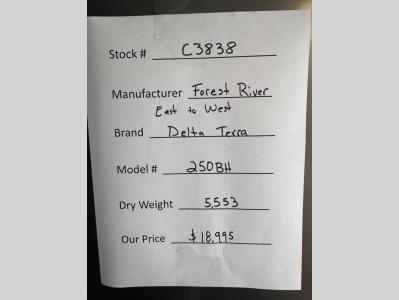 Stock # C3838
Manufacturer Forest River
East to West
Brand Delta Terra
Model # 250BH
Dry Weight 5,553
Our Price $18,995